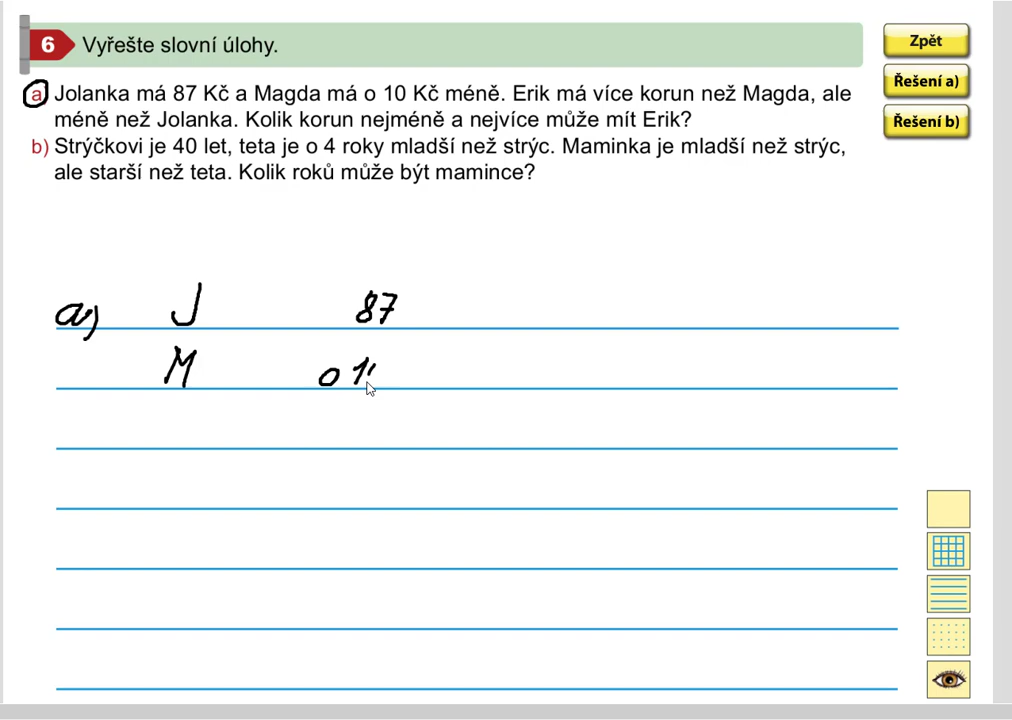 6 Vyřešte slovní úlohy.
Zpět
Řešení a)
Řešení b)
a) Jolanka má 87 Kč a Magda má o 10 Kč méně. Erik má více korun než Magda, ale
méně než Jolanka. Kolik korun nejméně a nejvíce může mít Erik?
b) Strýčkovi je 40 let, teta je o 4 roky mladší než strýc. Maminka je mladší než strýc,
ale starší než teta. Kolik roků může být mamince?
a) J 87
M o 1